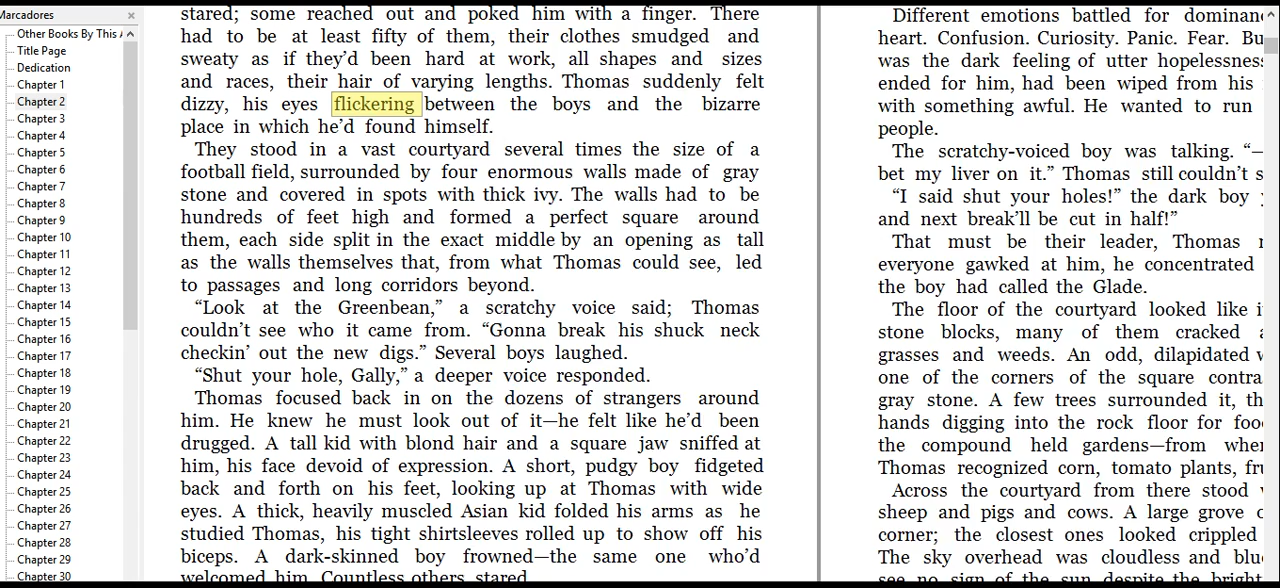 Marcadores
Other Books By This
Title Page
Dedication
Chapter 1
Chapter 2
Chapter 3
Chapter 4
Chapter 5
Chapter 6
Chapter 7
Chapter 8
Chapter 9
Chapter 10
Chapter 11
Chapter 12
Chapter 13
Chapter 14
Chapter 15
Chapter 16
Chapter 17
Chapter 18
Chapter 19
Chapter 20
Chapter 21
Chapter 22
Chapter 23
Chapter 24
Chapter 25
Chapter 26
Chapter 27
Chapter 28
Chapter 29
Chapter 30
stared; some reached out and poked him with a finger. There
had to be at least fifty of them, their clothes smudged and
sweaty as if they’d been hard at work, all shapes and sizes
and races, their hair of varying lengths. Thomas suddenly felt
dizzy, his eyes flickering between the boys and the bizarre
place in which he’d found himself.
They stood in a vast courtyard several times the size of a
football field, surrounded by four enormous walls made of gray
stone and covered in spots with thick ivy. The walls had to be
hundreds of feet high and formed a perfect square around
them, each side split in the exact middle by an opening as tall
as the walls themselves that, from what Thomas could see, led
to passages and long corridors beyond.
“Look at the Greenbean,” a scratchy voice said; Thomas
couldn’t see who it came from. “Gonna break his shuck neck
checkin’ out the new digs.” Several boys laughed.
“Shut your hole, Gally,” a deeper voice responded.
Thomas focused back in on the dozens of strangers around
him. He knew he must look out of it—he felt like he’d been
drugged. A tall kid with blond hair and a square jaw sniffed at
him, his face devoid of expression. A short, pudgy boy fidgeted
back and forth on his feet, looking up at Thomas with wide
eyes. A thick, heavily muscled Asian kid folded his arms as he
studied Thomas, his tight shirtsleeves rolled up to show off his
biceps. A dark-skinned boy frowned—the same one who’d
welcomed him. Countless others stared.
Different emotions battled for
heart. Confusion. Curiosity. Panic. Fear.
was the dark feeling of utter hopelessness
ended for him, had been wiped from his
with something awful. He wanted to run
people.
The scratchy-voiced boy was talking. “—
bet my liver on it.” Thomas still couldn’t
“I said shut your holes!” the dark boy
and next break’ll be cut in half!”
That must be their leader, Thomas
everyone gawked at him, he concentrated
the boy had called the Glade.
The floor of the courtyard looked like
stone blocks, many of them cracked
grasses and weeds. An odd, dilapidated
one of the corners of the square
gray stone. A few trees surrounded it,
hands digging into the rock floor for
the compound held gardens—from
Thomas recognized corn, tomato plants,
Across the courtyard from there stood
sheep and pigs and cows. A large grove
corner; the closest ones looked crippled
The sky overhead was cloudless and
see no sign of the sun despite the